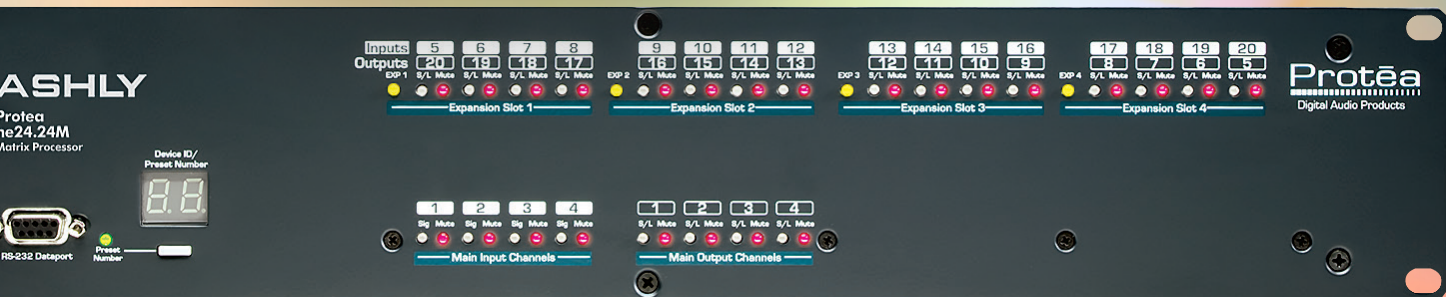 ASHLY
Protea
ne24.24M
Matrix Processor
Device ID/
Preset Number
RS-232 Dataport
Preset
Number
Inputs 5 6 7 8
Outputs 20 19 18 17
EXP 1 S/L Mute S/L Mute S/L Mute S/L Mute
Expansion Slot 1
9 10 11 12
16 15 14 13
EXP 2 S/L Mute S/L Mute S/L Mute S/L Mute
Expansion Slot 2
13 14 15 16
12 11 10 9
EXP 3 S/L Mute S/L Mute S/L Mute S/L Mute
Expansion Slot 3
17 18 19 20
8 7 6 5
EXP 4 S/L Mute S/L Mute S/L Mute S/L Mute
Expansion Slot 4
Protēa
Digital Audio Products
1 2 3 4
Sig Mute Sig Mute Sig Mute Sig Mute
Main Input Channels
1 2 3 4
S/L Mute S/L Mute S/L Mute S/L Mute
Main Output Channels